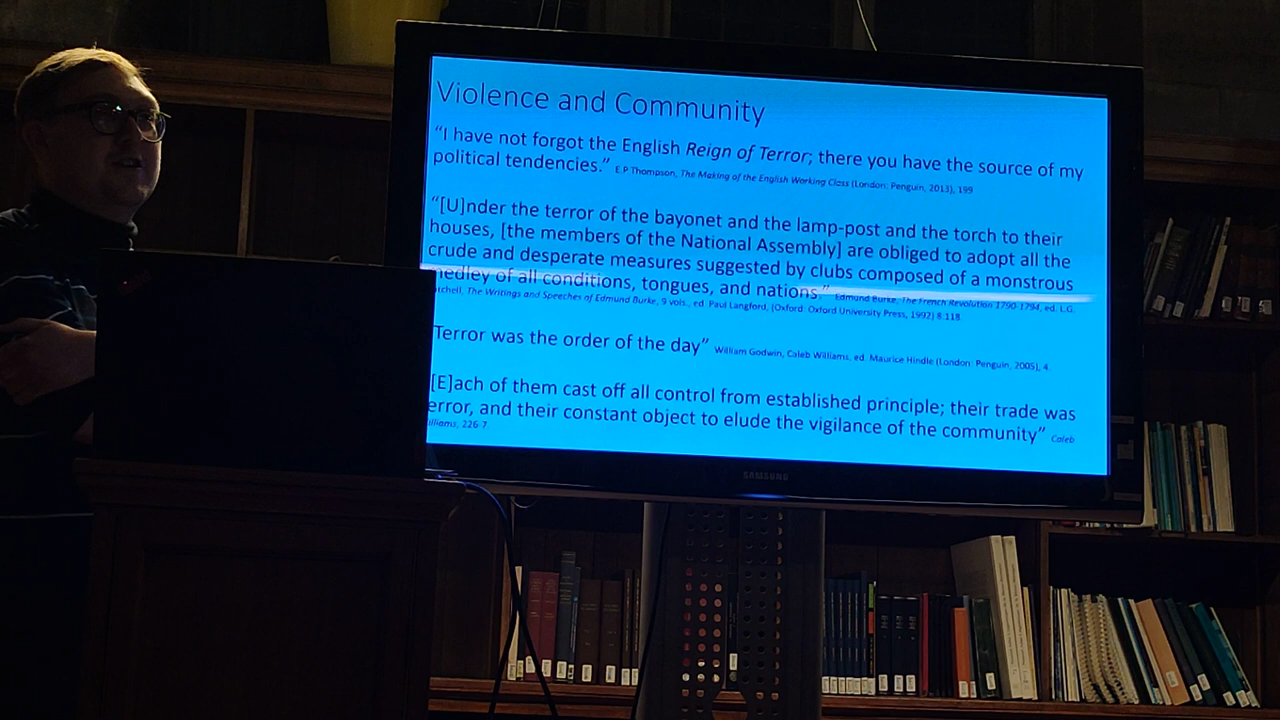 Violence and Community
“I have not forgot the English Reign of Terror; there you have the source of my
political tendencies.” E.P Thompson, The Making of the English Working Class (London: Penguin, 2013), 199
“[U]nder the terror of the bayonet and the lamp-post and the torch to their
houses, [the members of the National Assembly] are obliged to adopt all the
crude and desperate measures suggested by clubs composed of a monstrous
medley of all conditions, tongues, and nations.” Edmund Burke, The French Revolution 1790-1794, ed. L.G.
tchell, The Writings and Speeches of Edmund Burke, 9 vols., ed. Paul Langford, (Oxford: Oxford University Press, 1992) 8:118.
Terror was the order of the day” William Godwin, Caleb Williams, ed. Maurice Hindle (London: Penguin, 2005), 4.
[E]ach of them cast off all control from established principle; their trade was
error, and their constant object to elude the vigilance of the community” Caleb
illiams, 226-7.
SAMSUNG